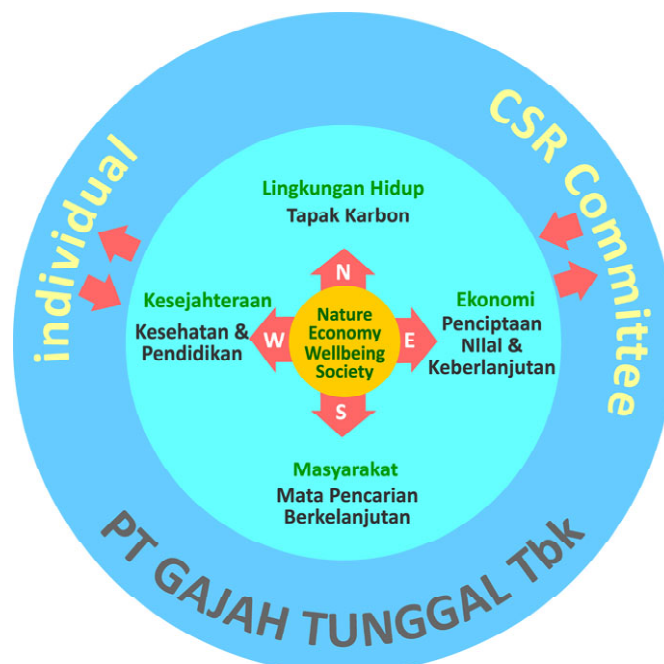 individual
CSR Committee
Lingkungan Hidup
Tapak Karbon
N
Kesejahteraan
Kesehatan &
Pendidikan
W
Nature
Economy
Wellbeing
Society
E
Ekonomi
Penciptaan
NIlaI &
Keberlanjutan
S
Masyarakat
Mata Pencarian
Berkelanjutan
PT GAJAH TUNGGAL Tbk